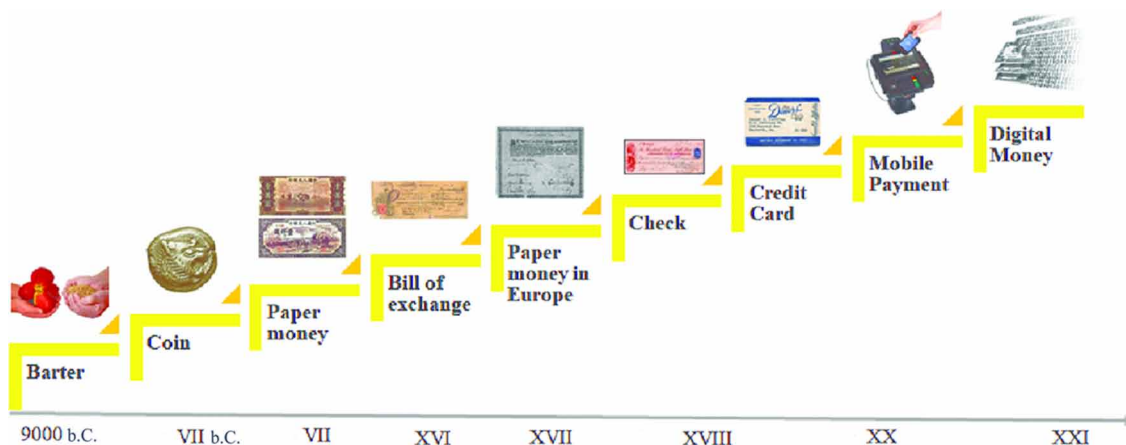 Digital
Money
Mobile
Payment
Credit
Card
Check
Paper
money in
Europe
Bill of
exchange
Paper
money
Coin
Barter
9000 b.C.
VII b.C.
VII
XVI
XVII
XVIII
XX
XXI